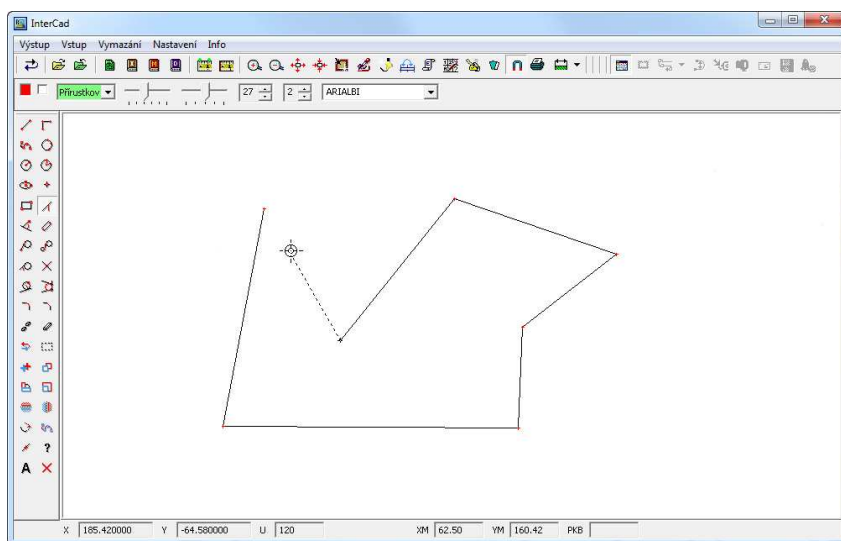 InterCad
Výstup Vstup Vymazání Nastavení Info
Přírustkov 27 2 ARIALBI
A
X 185.420000 Y -64.580000 U 120 XM 62.50 YM 160.42 PKB